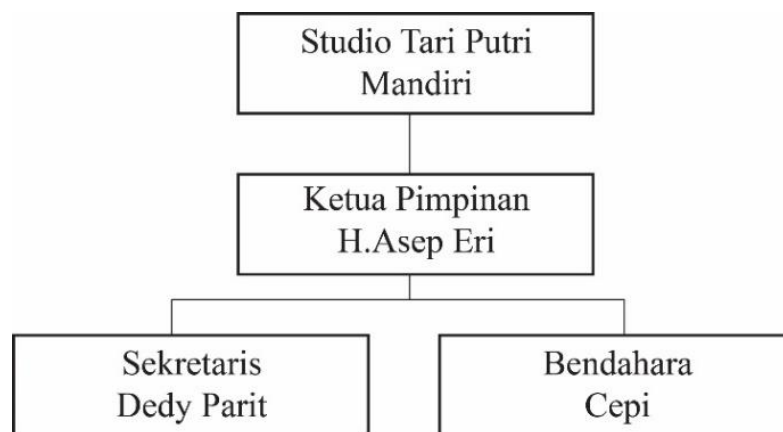 Studio Tari Putri
Mandiri
Ketua Pimpinan
H.Asep Eri
Sekretaris
Dedy Parit
Bendahara
Cepi